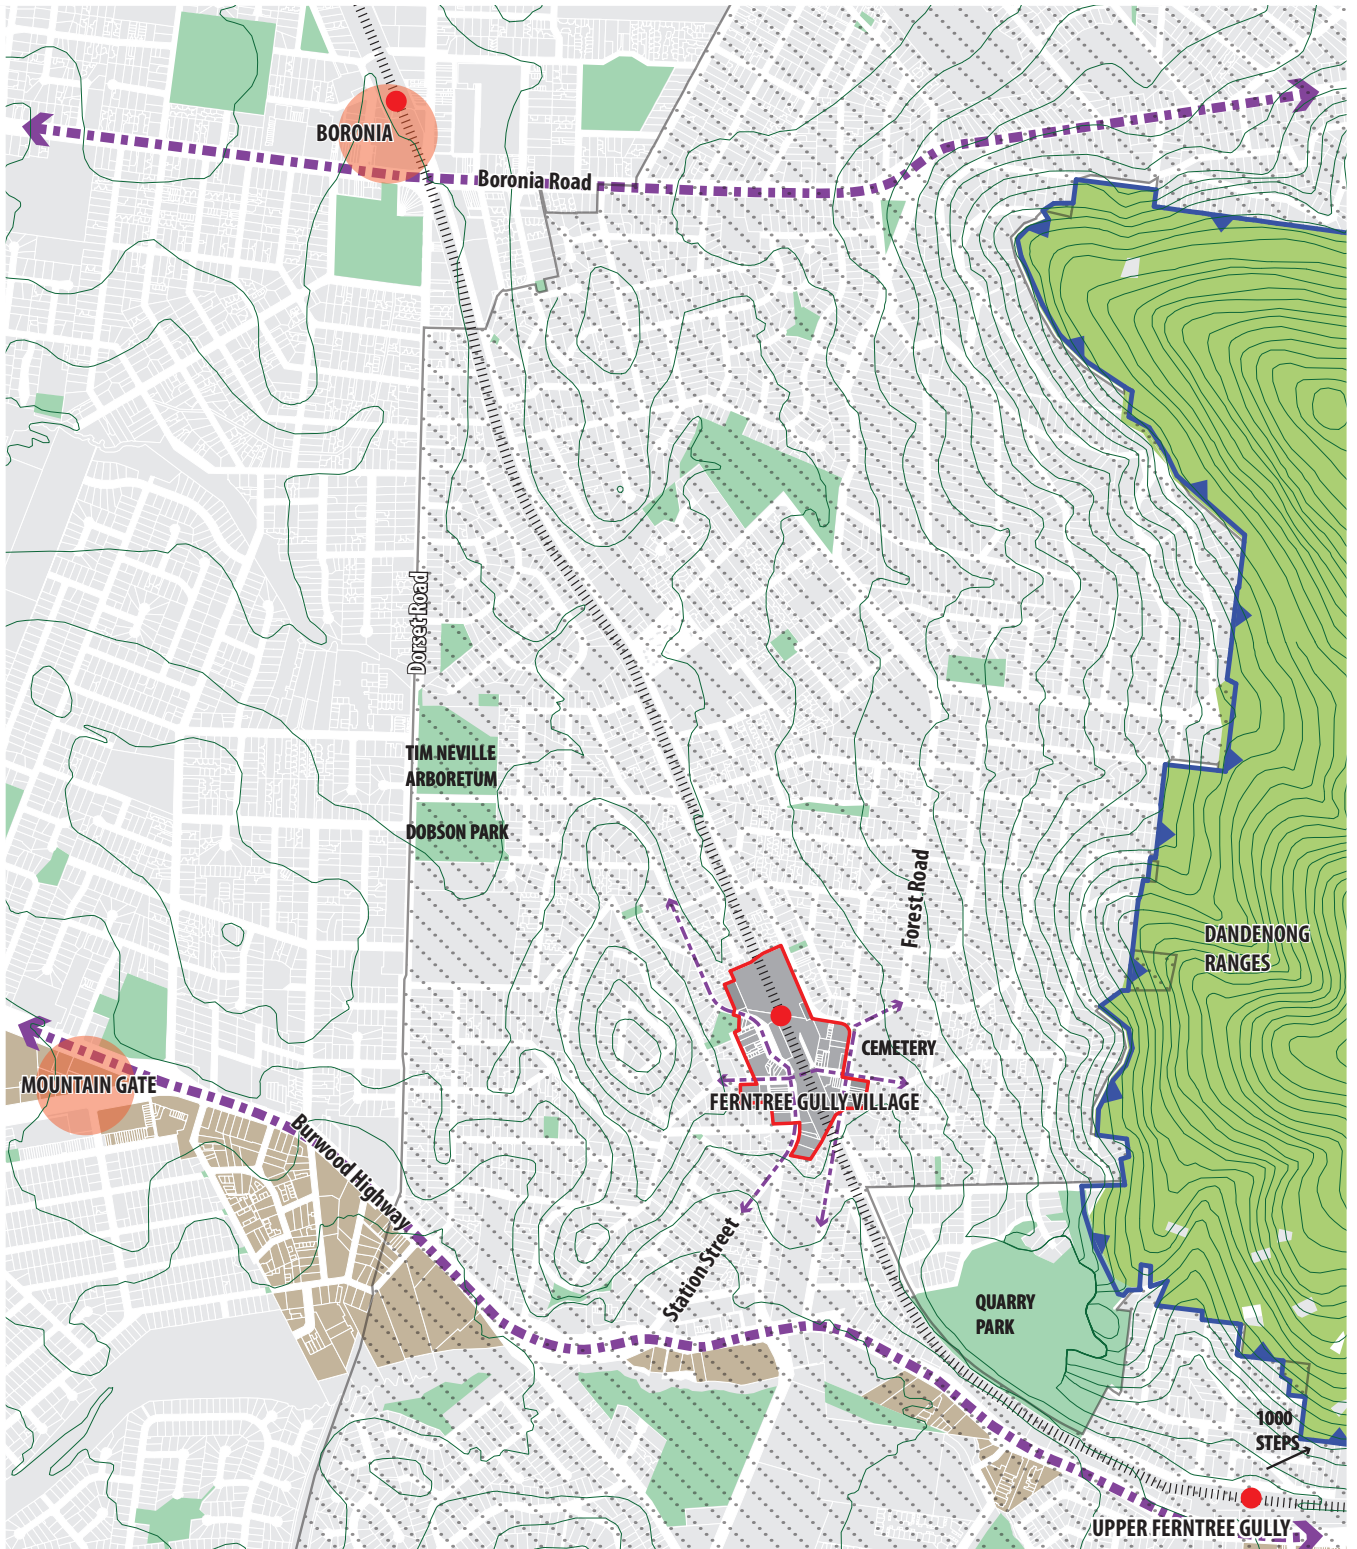 BORONIA
Boronia Road
Dorset Road
TIM NEVILLE
ARBORETUM
DOBSON PARK
Forest Road
DANDENONG
RANGES
CEMETERY
MOUNTAIN GATE
FERNTREE GULLY VILLAGE
Burwood Highway
Station Street
QUARRY
PARK
1000
STEPS
UPPER FERNTREE GULLY